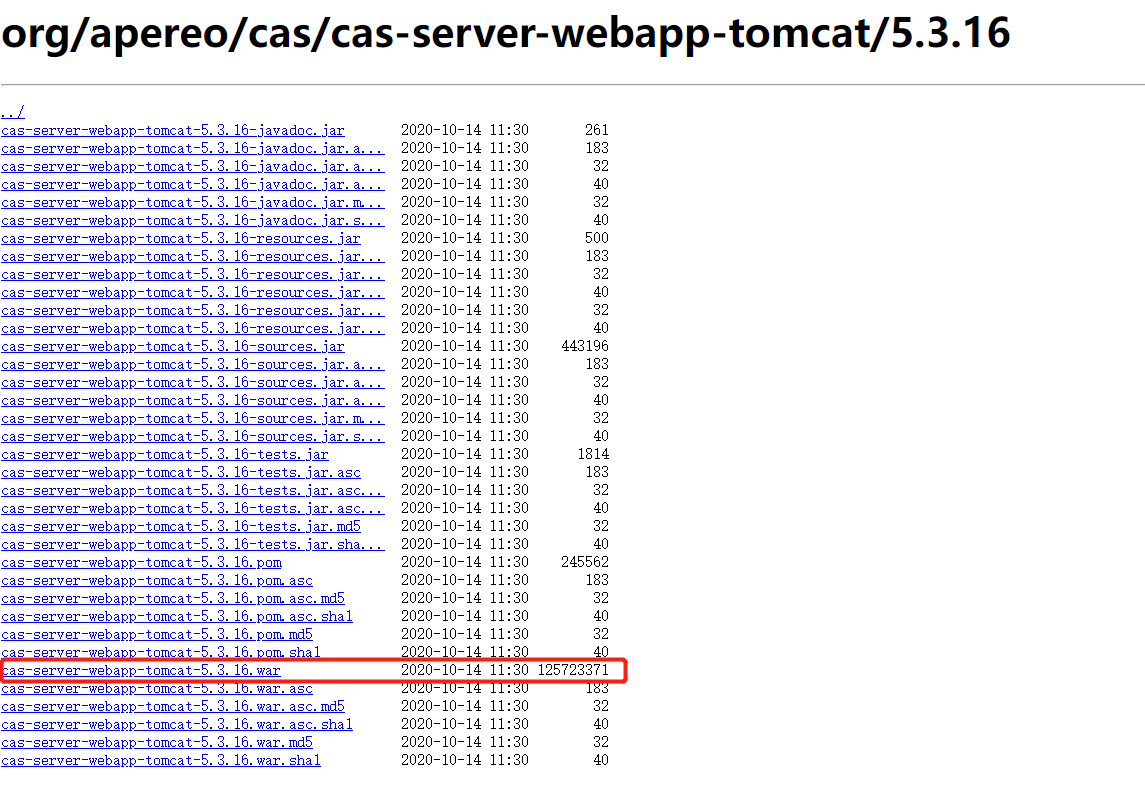 org/apereo/cas/cas-server-webapp-tomcat/5.3.16
../
cas-server-webapp-tomcat-5.3.16-javadoc.jar 2020-10-14 11:30 261
cas-server-webapp-tomcat-5.3.16-javadoc.jar.a... 2020-10-14 11:30 183
cas-server-webapp-tomcat-5.3.16-javadoc.jar.a... 2020-10-14 11:30 32
cas-server-webapp-tomcat-5.3.16-javadoc.jar.a... 2020-10-14 11:30 40
cas-server-webapp-tomcat-5.3.16-javadoc.jar.m... 2020-10-14 11:30 32
cas-server-webapp-tomcat-5.3.16-javadoc.jar.s... 2020-10-14 11:30 40
cas-server-webapp-tomcat-5.3.16-resources.jar 2020-10-14 11:30 500
cas-server-webapp-tomcat-5.3.16-resources.jar... 2020-10-14 11:30 183
cas-server-webapp-tomcat-5.3.16-resources.jar... 2020-10-14 11:30 32
cas-server-webapp-tomcat-5.3.16-resources.jar... 2020-10-14 11:30 40
cas-server-webapp-tomcat-5.3.16-resources.jar... 2020-10-14 11:30 32
cas-server-webapp-tomcat-5.3.16-resources.jar... 2020-10-14 11:30 40
cas-server-webapp-tomcat-5.3.16-sources.jar 2020-10-14 11:30 443196
cas-server-webapp-tomcat-5.3.16-sources.jar.a... 2020-10-14 11:30 183
cas-server-webapp-tomcat-5.3.16-sources.jar.a... 2020-10-14 11:30 32
cas-server-webapp-tomcat-5.3.16-sources.jar.a... 2020-10-14 11:30 40
cas-server-webapp-tomcat-5.3.16-sources.jar.m... 2020-10-14 11:30 32
cas-server-webapp-tomcat-5.3.16-sources.jar.s... 2020-10-14 11:30 40
cas-server-webapp-tomcat-5.3.16-tests.jar 2020-10-14 11:30 1814
cas-server-webapp-tomcat-5.3.16-tests.jar.asc 2020-10-14 11:30 183
cas-server-webapp-tomcat-5.3.16-tests.jar.asc... 2020-10-14 11:30 32
cas-server-webapp-tomcat-5.3.16-tests.jar.asc... 2020-10-14 11:30 40
cas-server-webapp-tomcat-5.3.16-tests.jar.md5 2020-10-14 11:30 32
cas-server-webapp-tomcat-5.3.16-tests.jar.sha... 2020-10-14 11:30 40
cas-server-webapp-tomcat-5.3.16.pom 2020-10-14 11:30 245562
cas-server-webapp-tomcat-5.3.16.pom.asc 2020-10-14 11:30 183
cas-server-webapp-tomcat-5.3.16.pom.asc.md5 2020-10-14 11:30 32
cas-server-webapp-tomcat-5.3.16.pom.asc.sha1 2020-10-14 11:30 40
cas-server-webapp-tomcat-5.3.16.pom.md5 2020-10-14 11:30 32
cas-server-webapp-tomcat-5.3.16.pom.sha1 2020-10-14 11:30 40
cas-server-webapp-tomcat-5.3.16.war 2020-10-14 11:30 125723371
cas-server-webapp-tomcat-5.3.16.war.asc 2020-10-14 11:30 183
cas-server-webapp-tomcat-5.3.16.war.asc.md5 2020-10-14 11:30 32
cas-server-webapp-tomcat-5.3.16.war.asc.sha1 2020-10-14 11:30 40
cas-server-webapp-tomcat-5.3.16.war.md5 2020-10-14 11:30 32
cas-server-webapp-tomcat-5.3.16.war.sha1 2020-10-14 11:30 40